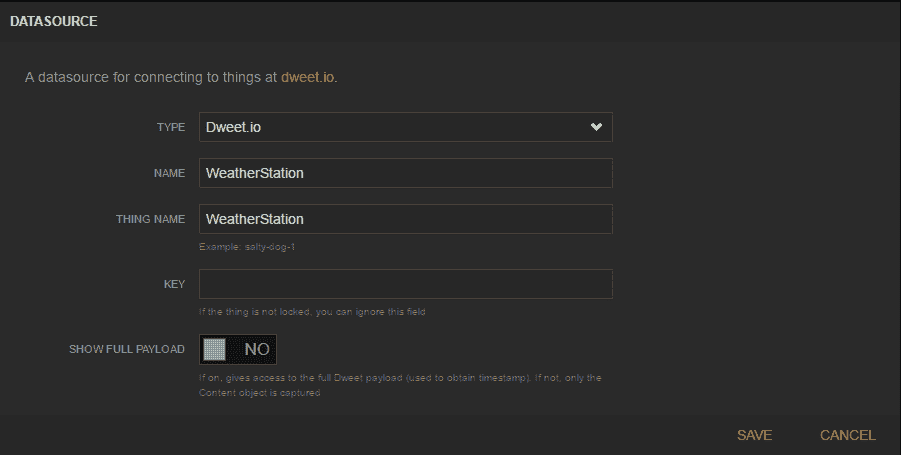 DATASOURCE
A datasource for connecting to things at dweet.io.
TYPE
Dweet.io
NAME
WeatherStation
THING NAME
WeatherStation
Example: salty-dog-1
KEY
If the thing is not locked, you can ignore this field
SHOW FULL PAYLOAD
NO
If on, gives access to the full Dweet payload (used to obtain timestamp). If not, only the
Content object is captured
SAVE
CANCEL